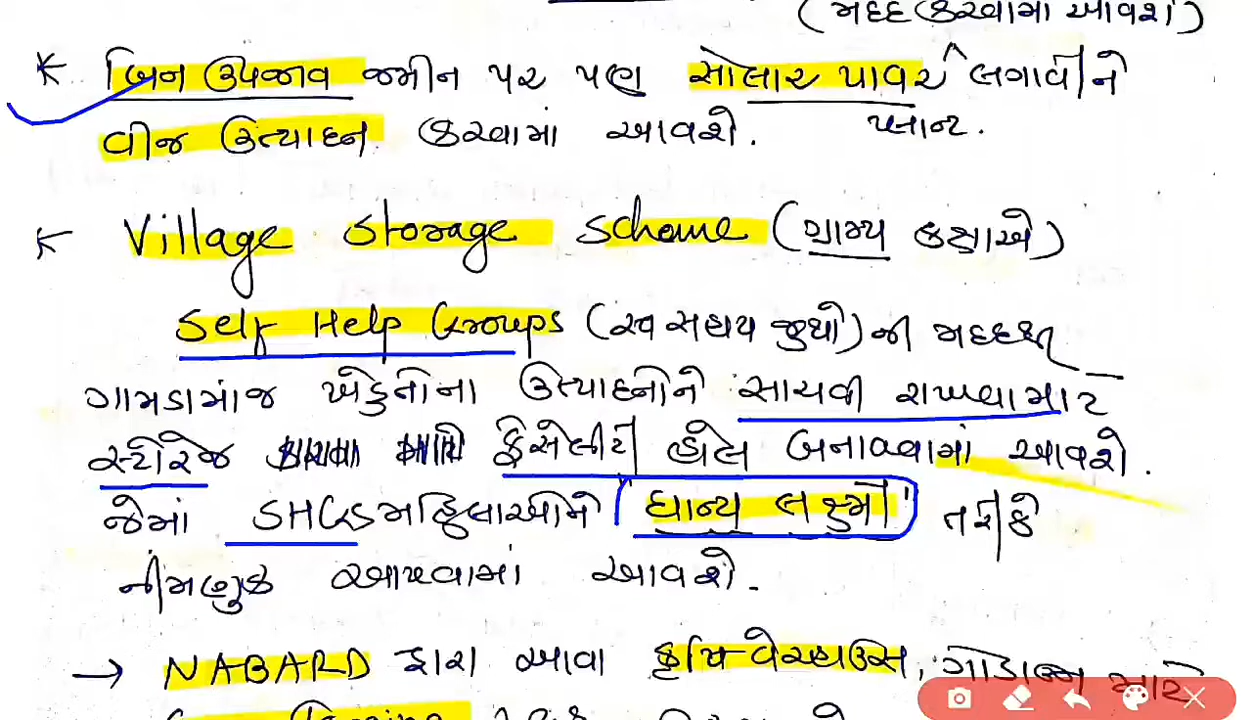 (મદદ કરવામાં આવશે)
* બિન ઉપજાવ જમીન પર પણ સોલાર પાવર ^ લગાવીને
પ્લાન્ટ.
વીજ ઉત્પાદન કરવામાં આવશે.
* Village Storage Scheme (ગ્રામ્ય કક્ષાએ)
Self Help Groups (સ્વ સહાય જુથો) ની મદદથી
ગામડામાંજ ખેડુતોના ઉત્પાદનોને સાચવી રાખવા માટે
સ્ટોરેજ ફેસેલીટી હોલ બનાવવામાં આવશે.
જેમાં SHGs મહિલાઓને 'ધાન્ય લક્ષ્મી' તરીકે
નીમણુક આપવામાં આવશે.
→ NABARD દ્વારા આવા કૃષિ વેરહાઉસ, ગોડાઉન માટે